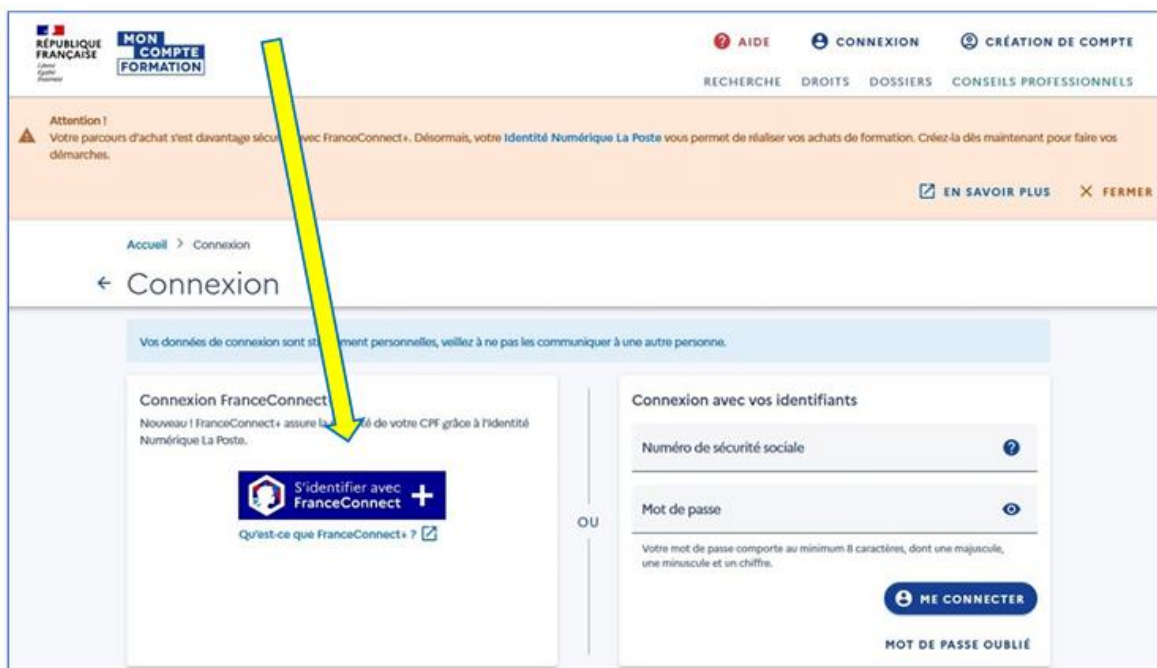 RÉPUBLIQUE
FRANÇAISE
Liberté
Égalité
Fraternité
MON
COMPTE
FORMATION
AIDE
CONNEXION
CRÉATION DE COMPTE
RECHERCHE
DROITS
DOSSIERS
CONSEILS PROFESSIONNELS
Attention !
Votre parcours d'achat s'est davantage sécu avec FranceConnect+. Désormais, votre Identité Numérique La Poste vous permet de réaliser vos achats de formation. Créez-la dès maintenant pour faire vos
démarches.
EN SAVOIR PLUS
FERMER
Accueil > Connexion
← Connexion
Vos données de connexion sont st ment personnelles, veillez à ne pas les communiquer à une autre personne.
Connexion FranceConnect
Nouveau ! FranceConnect+ assure la té de votre CPF grâce à l'Identité
Numérique La Poste.
S'identifier avec
FranceConnect +
Qu'est-ce que FranceConnect+ ?
OU
Connexion avec vos identifiants
Numéro de sécurité sociale
Mot de passe
Votre mot de passe comporte au minimum 8 caractères, dont une majuscule,
une minuscule et un chiffre.
ME CONNECTER
MOT DE PASSE OUBLIÉ